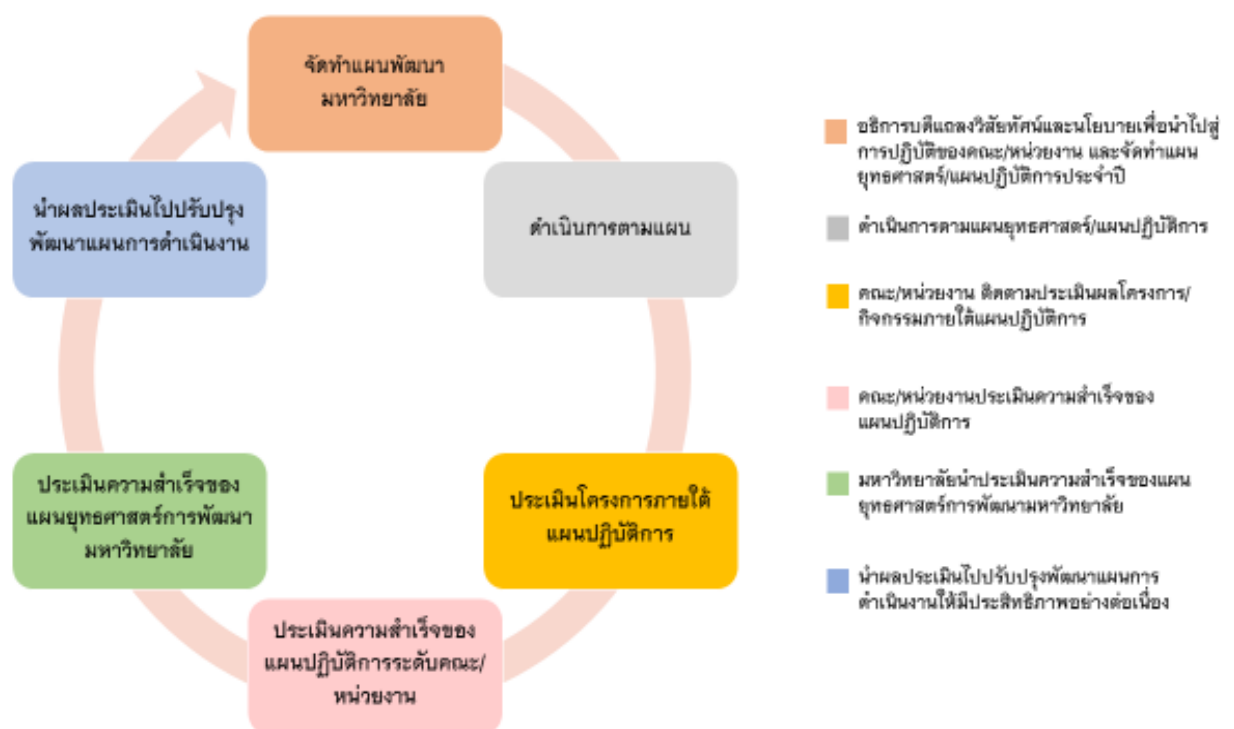 จัดทำแผนพัฒนา
มหาวิทยาลัย
ดำเนินการตามแผน
ประเมินโครงการภายใต้
แผนปฏิบัติการ
ประเมินความสำเร็จของ
แผนปฏิบัติการระดับคณะ/
หน่วยงาน
ประเมินความสำเร็จของ
แผนยุทธศาสตร์การพัฒนา
มหาวิทยาลัย
นำผลประเมินไปปรับปรุง
พัฒนาแผนการดำเนินงาน
อธิการบดีแถลงวิสัยทัศน์และนโยบายเพื่อนำไปสู่
การปฏิบัติของคณะ/หน่วยงาน และจัดทำแผน
ยุทธศาสตร์/แผนปฏิบัติการประจำปี
ดำเนินการตามแผนยุทธศาสตร์/แผนปฏิบัติการ
คณะ/หน่วยงาน ติดตามประเมินผลโครงการ/
กิจกรรมภายใต้แผนปฏิบัติการ
คณะ/หน่วยงานประเมินความสำเร็จของ
แผนปฏิบัติการ
มหาวิทยาลัยนำประเมินความสำเร็จของแผน
ยุทธศาสตร์การพัฒนามหาวิทยาลัย
นำผลประเมินไปปรับปรุงพัฒนาแผนการ
ดำเนินงานให้มีประสิทธิภาพอย่างต่อเนื่อง